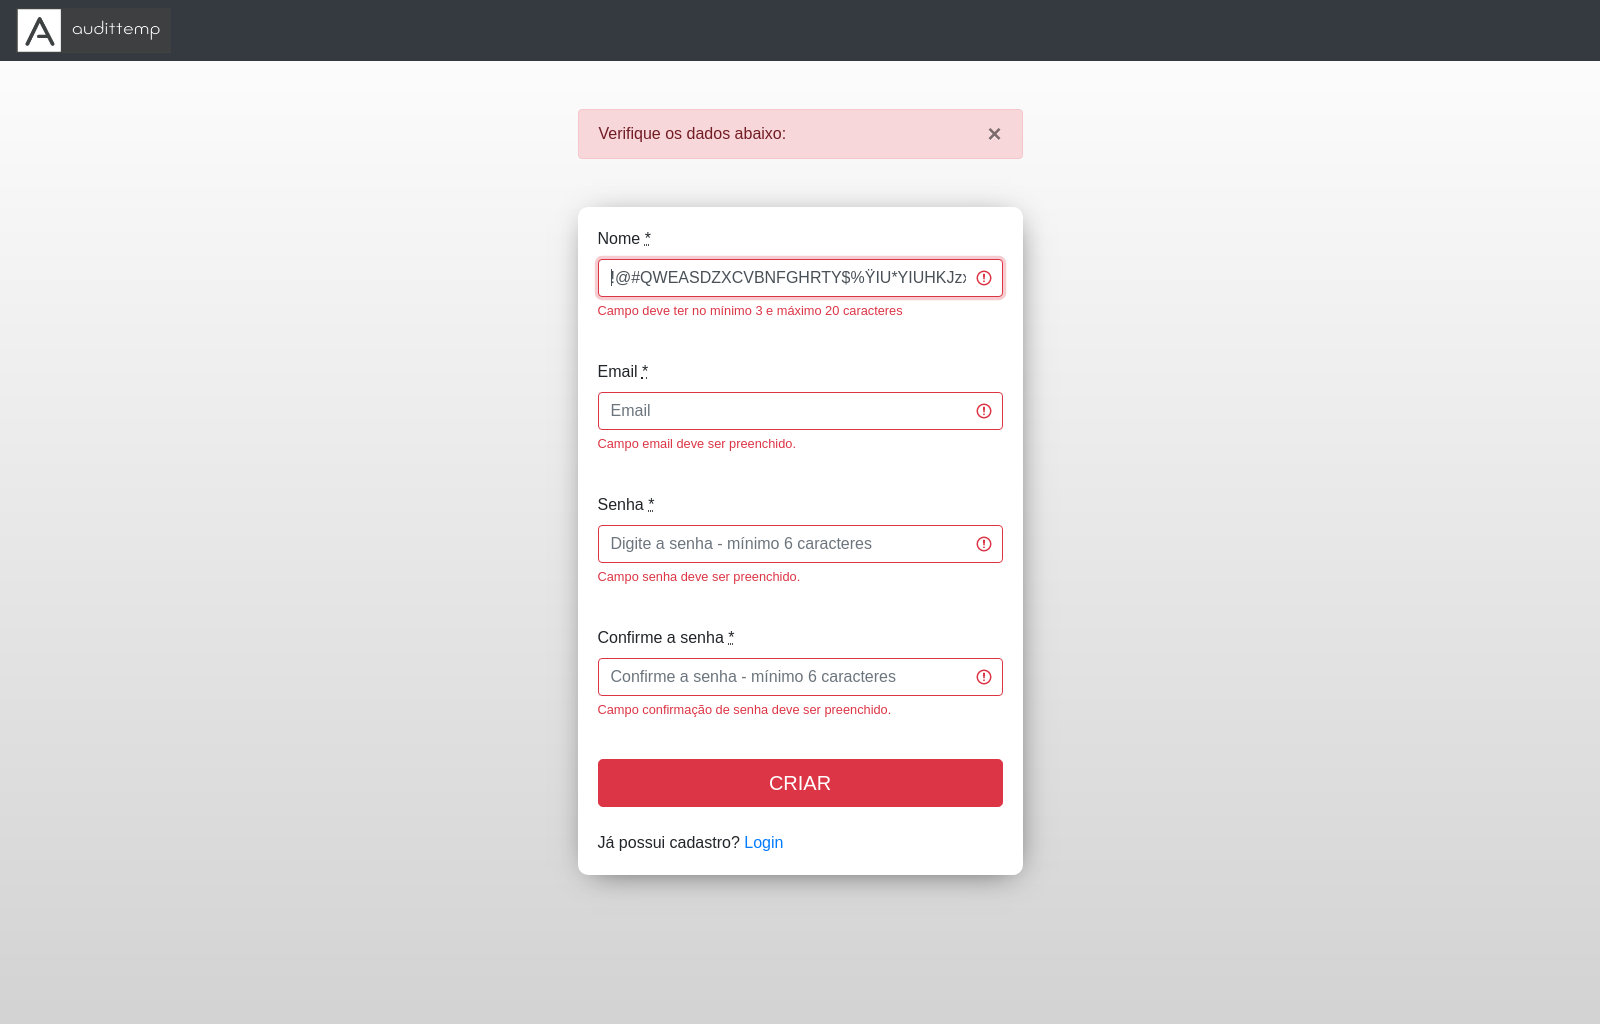 audittemp
Verifique os dados abaixo:
×
Nome *
!@#QWEASDZXCVBNFGHRTY$%ŸIU*YIUHKJzx
Campo deve ter no mínimo 3 e máximo 20 caracteres
Email *
Email
Campo email deve ser preenchido.
Senha *
Digite a senha - mínimo 6 caracteres
Campo senha deve ser preenchido.
Confirme a senha *
Confirme a senha - mínimo 6 caracteres
Campo confirmação de senha deve ser preenchido.
CRIAR
Já possui cadastro? Login